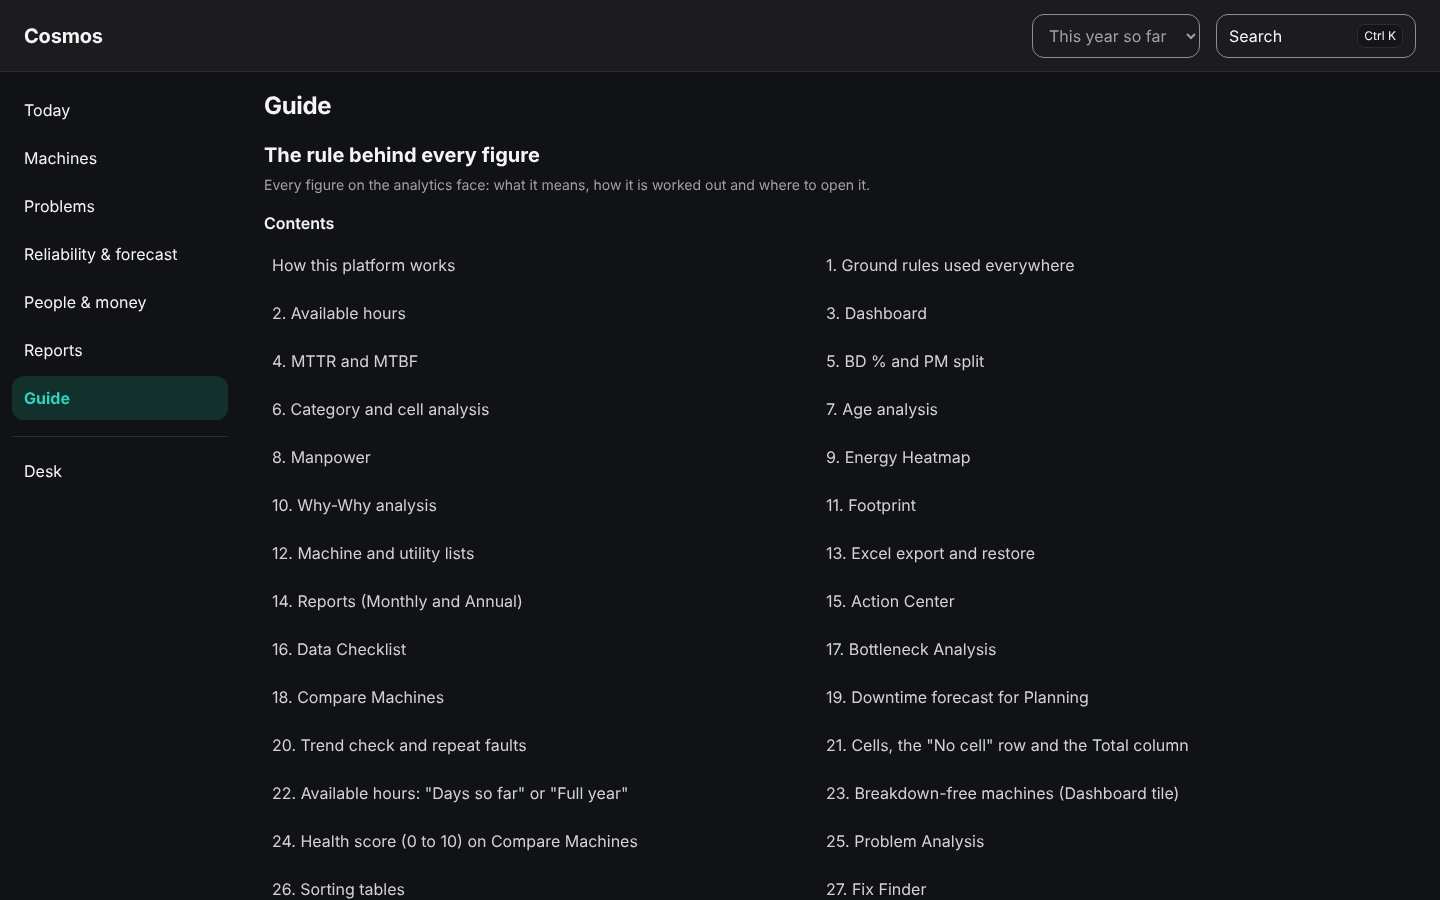 Cosmos
This year so far
Search
Ctrl K
Today
Machines
Problems
Reliability & forecast
People & money
Reports
Guide
Desk
Guide
The rule behind every figure
Every figure on the analytics face: what it means, how it is worked out and where to open it.
Contents
How this platform works
1. Ground rules used everywhere
2. Available hours
3. Dashboard
4. MTTR and MTBF
5. BD % and PM split
6. Category and cell analysis
7. Age analysis
8. Manpower
9. Energy Heatmap
10. Why-Why analysis
11. Footprint
12. Machine and utility lists
13. Excel export and restore
14. Reports (Monthly and Annual)
15. Action Center
16. Data Checklist
17. Bottleneck Analysis
18. Compare Machines
19. Downtime forecast for Planning
20. Trend check and repeat faults
21. Cells, the "No cell" row and the Total column
22. Available hours: "Days so far" or "Full year"
23. Breakdown-free machines (Dashboard tile)
24. Health score (0 to 10) on Compare Machines
25. Problem Analysis
26. Sorting tables
27. Fix Finder